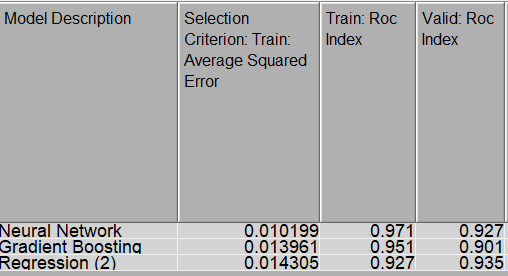 Model Description
Selection
Criterion: Train:
Average Squared
Error
Train: Roc
Index
Valid: Roc
Index
Neural Network 0.010199 0.971 0.927
Gradient Boosting 0.013961 0.951 0.901
Regression (2) 0.014305 0.927 0.935